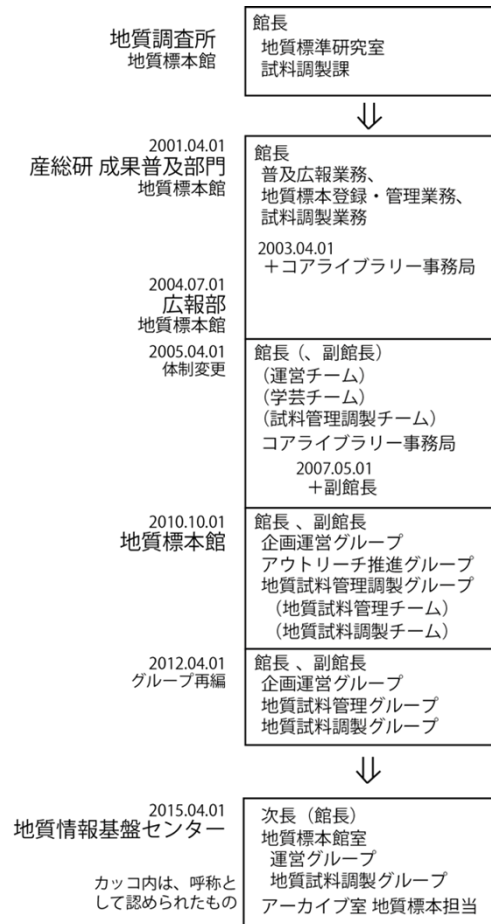 地質調査所
地質標本館
館長
地質標準研究室
試料調製課
⇓
2001.04.01
産総研 成果普及部門
地質標本館
館長
普及広報業務、
地質標本登録・管理業務、
試料調製業務
2003.04.01
＋コアライブラリー事務局
2004.07.01
広報部
地質標本館
2005.04.01
体制変更
館長（、副館長）
（運営チーム）
（学芸チーム）
（試料管理調製チーム）
コアライブラリー事務局
2007.05.01
＋副館長
2010.10.01
地質標本館
館長 、副館長
企画運営グループ
アウトリーチ推進グループ
地質試料管理調製グループ
（地質試料管理チーム）
（地質試料調製チーム）
2012.04.01
グループ再編
館長 、副館長
企画運営グループ
地質試料管理グループ
地質試料調製グループ
⇓
2015.04.01
地質情報基盤センター
カッコ内は、呼称と
して認められたもの
次長（館長）
地質標本館室
運営グループ
地質試料調製グループ
アーカイブ室 地質標本担当